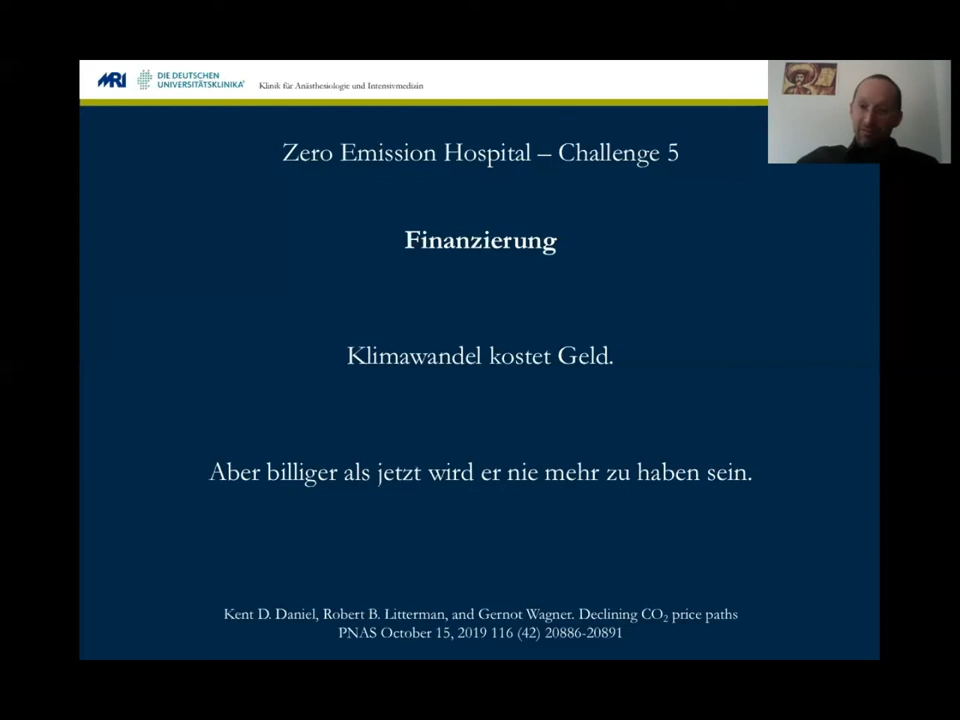 MRI
DIE DEUTSCHEN
UNIVERSITÄTSKLINIKA
Klinik für Anästhesiologie und Intensivmedizin
Zero Emission Hospital – Challenge 5
Finanzierung
Klimawandel kostet Geld.
Aber billiger als jetzt wird er nie mehr zu haben sein.
Kent D. Daniel, Robert B. Litterman, and Gernot Wagner. Declining CO₂ price paths
PNAS October 15, 2019 116 (42) 20886-20891